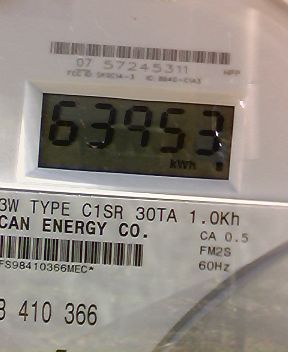 07 57245311
63953
kWh
3W TYPE C1SR 30TA 1.0Kh
CAN ENERGY CO.
CA 0.5
FM2S
60Hz
FS98410366MEC*
8 410 366